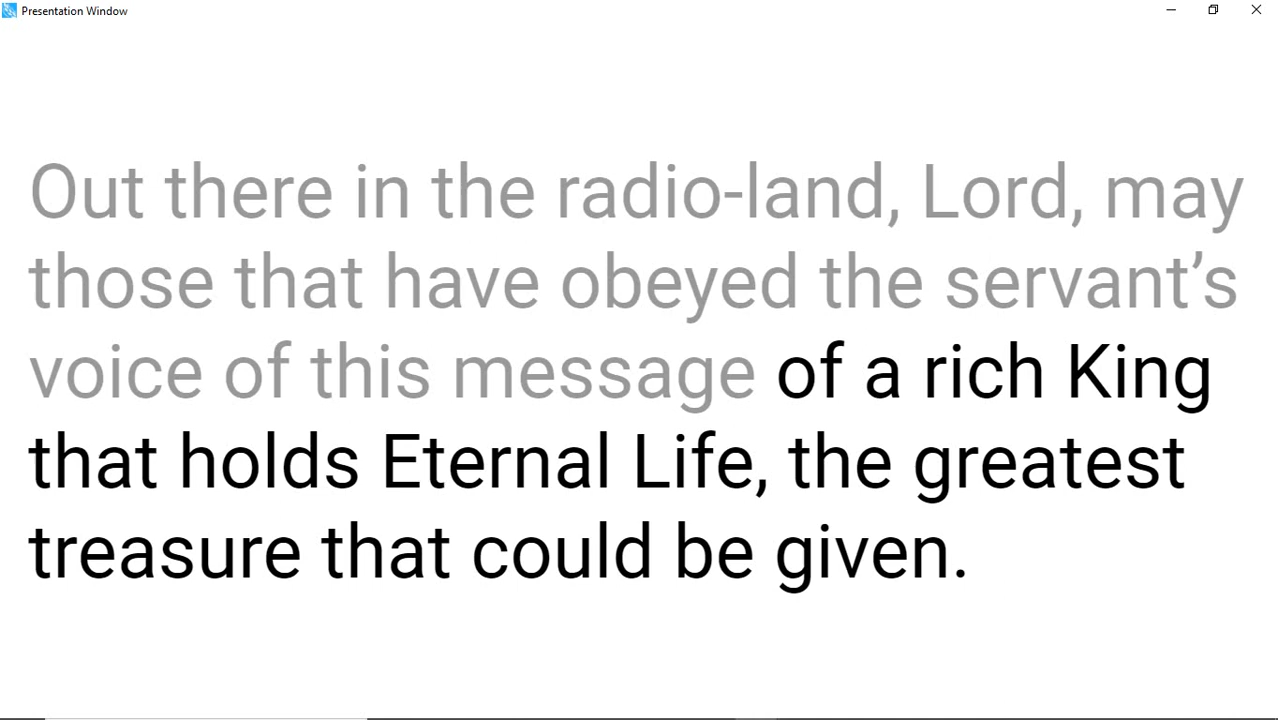 Presentation Window
Out there in the radio-land, Lord, may
those that have obeyed the servant’s
voice of this message of a rich King
that holds Eternal Life, the greatest
treasure that could be given.